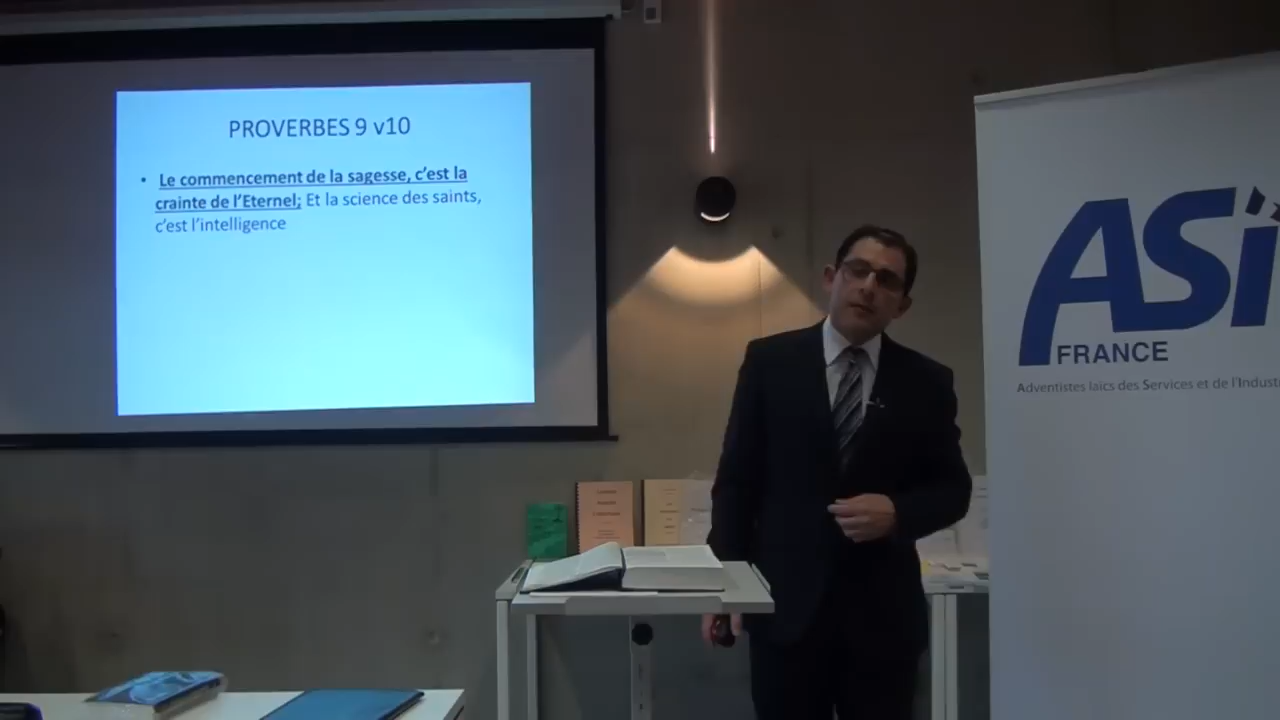 PROVERBES 9 v10
• Le commencement de la sagesse, c'est la
crainte de l'Eternel; Et la science des saints,
c'est l'intelligence
ASi
FRANCE
Adventistes laïcs des Services et de l'Industi